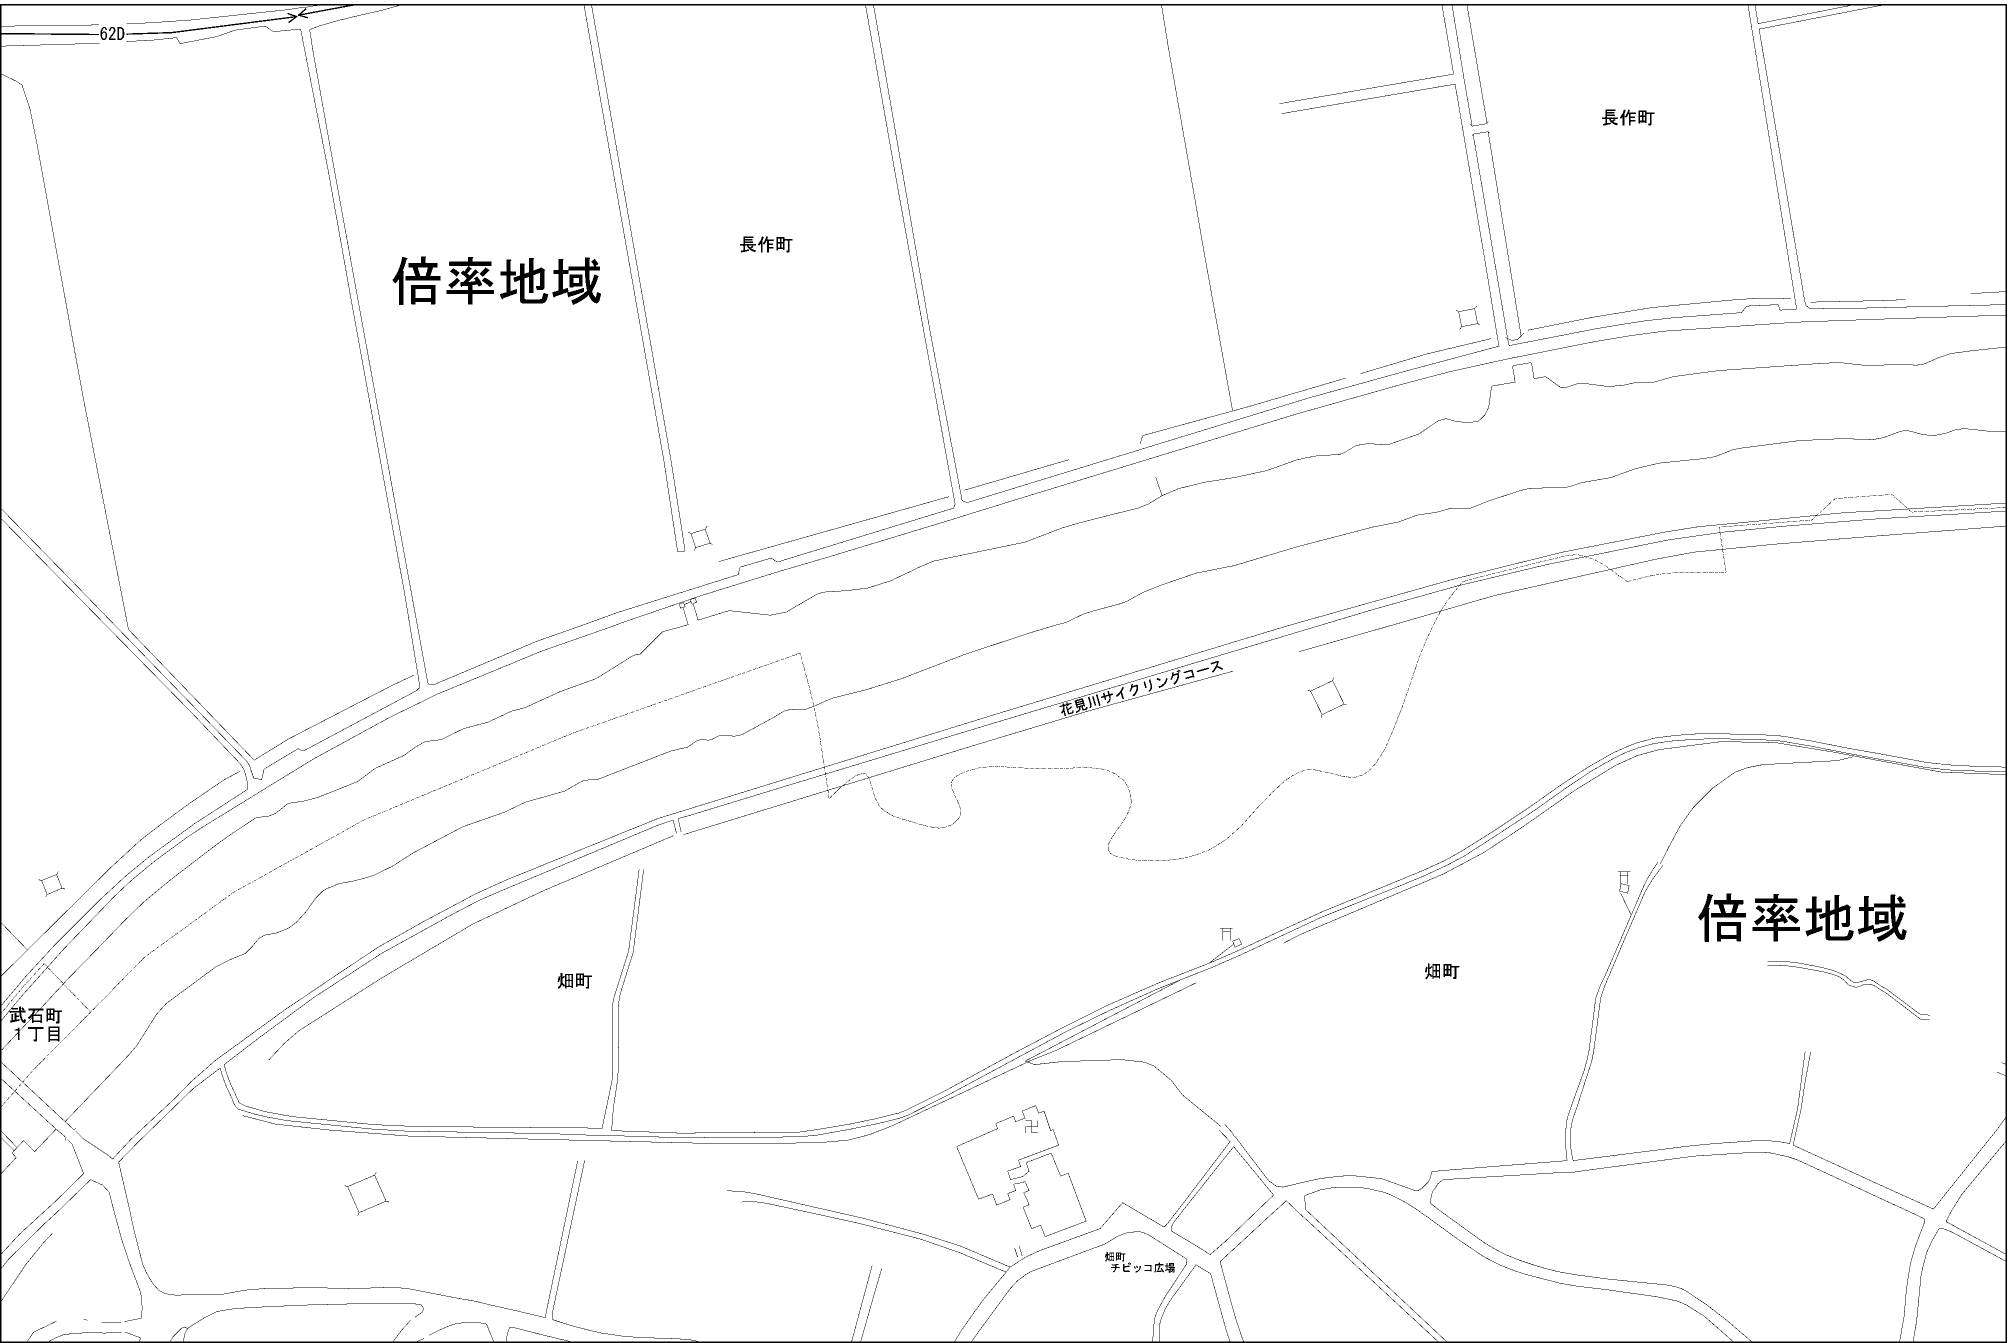 62D
長作町
長作町
倍率地域
花見川サイクリングコース
倍率地域
畑町
畑町
武石町
1丁目
畑町
チビッコ広場